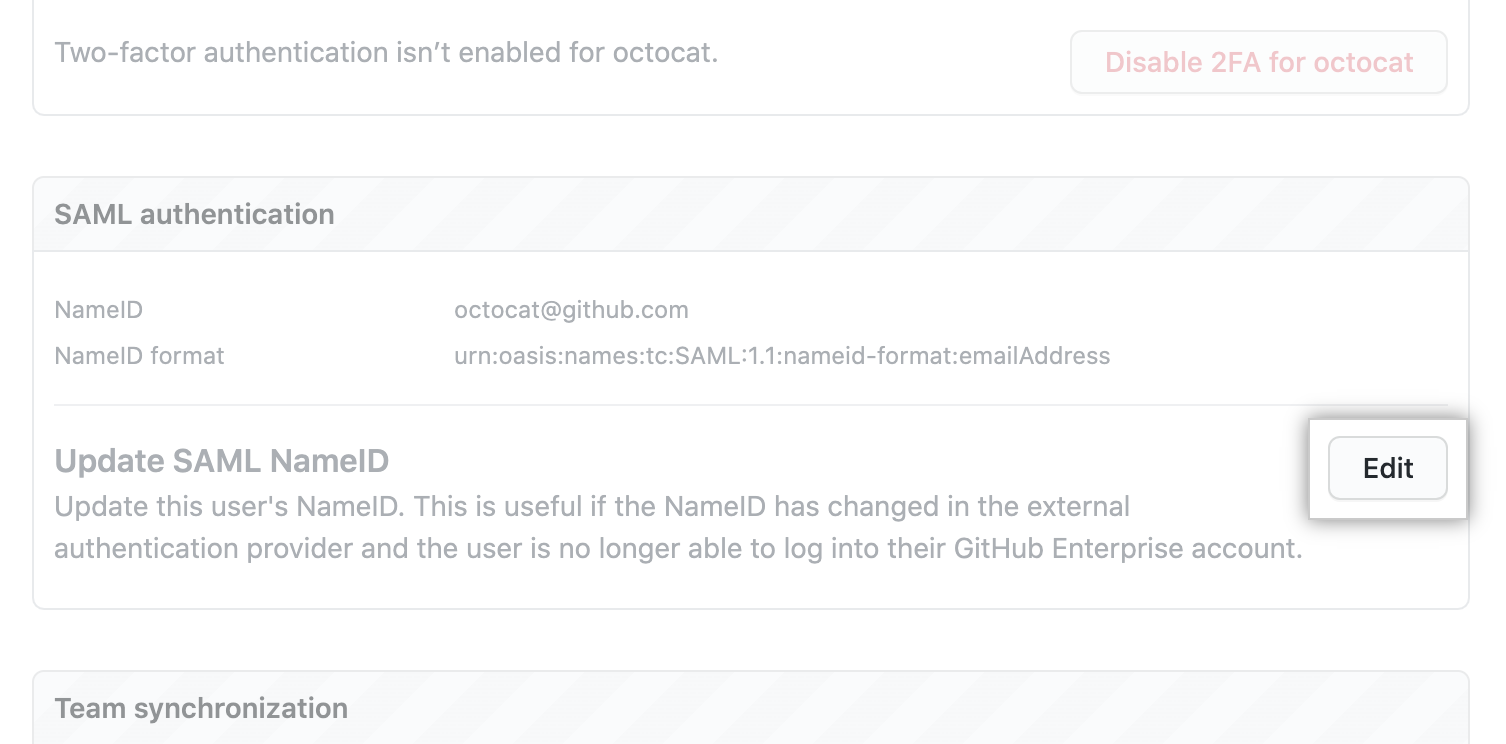 Two-factor authentication isn’t enabled for octocat.
Disable 2FA for octocat
SAML authentication
NameID octocat@github.com
NameID format urn:oasis:names:tc:SAML:1.1:nameid-format:emailAddress
Update SAML NameID
Edit
Update this user's NameID. This is useful if the NameID has changed in the external
authentication provider and the user is no longer able to log into their GitHub Enterprise account.
Team synchronization